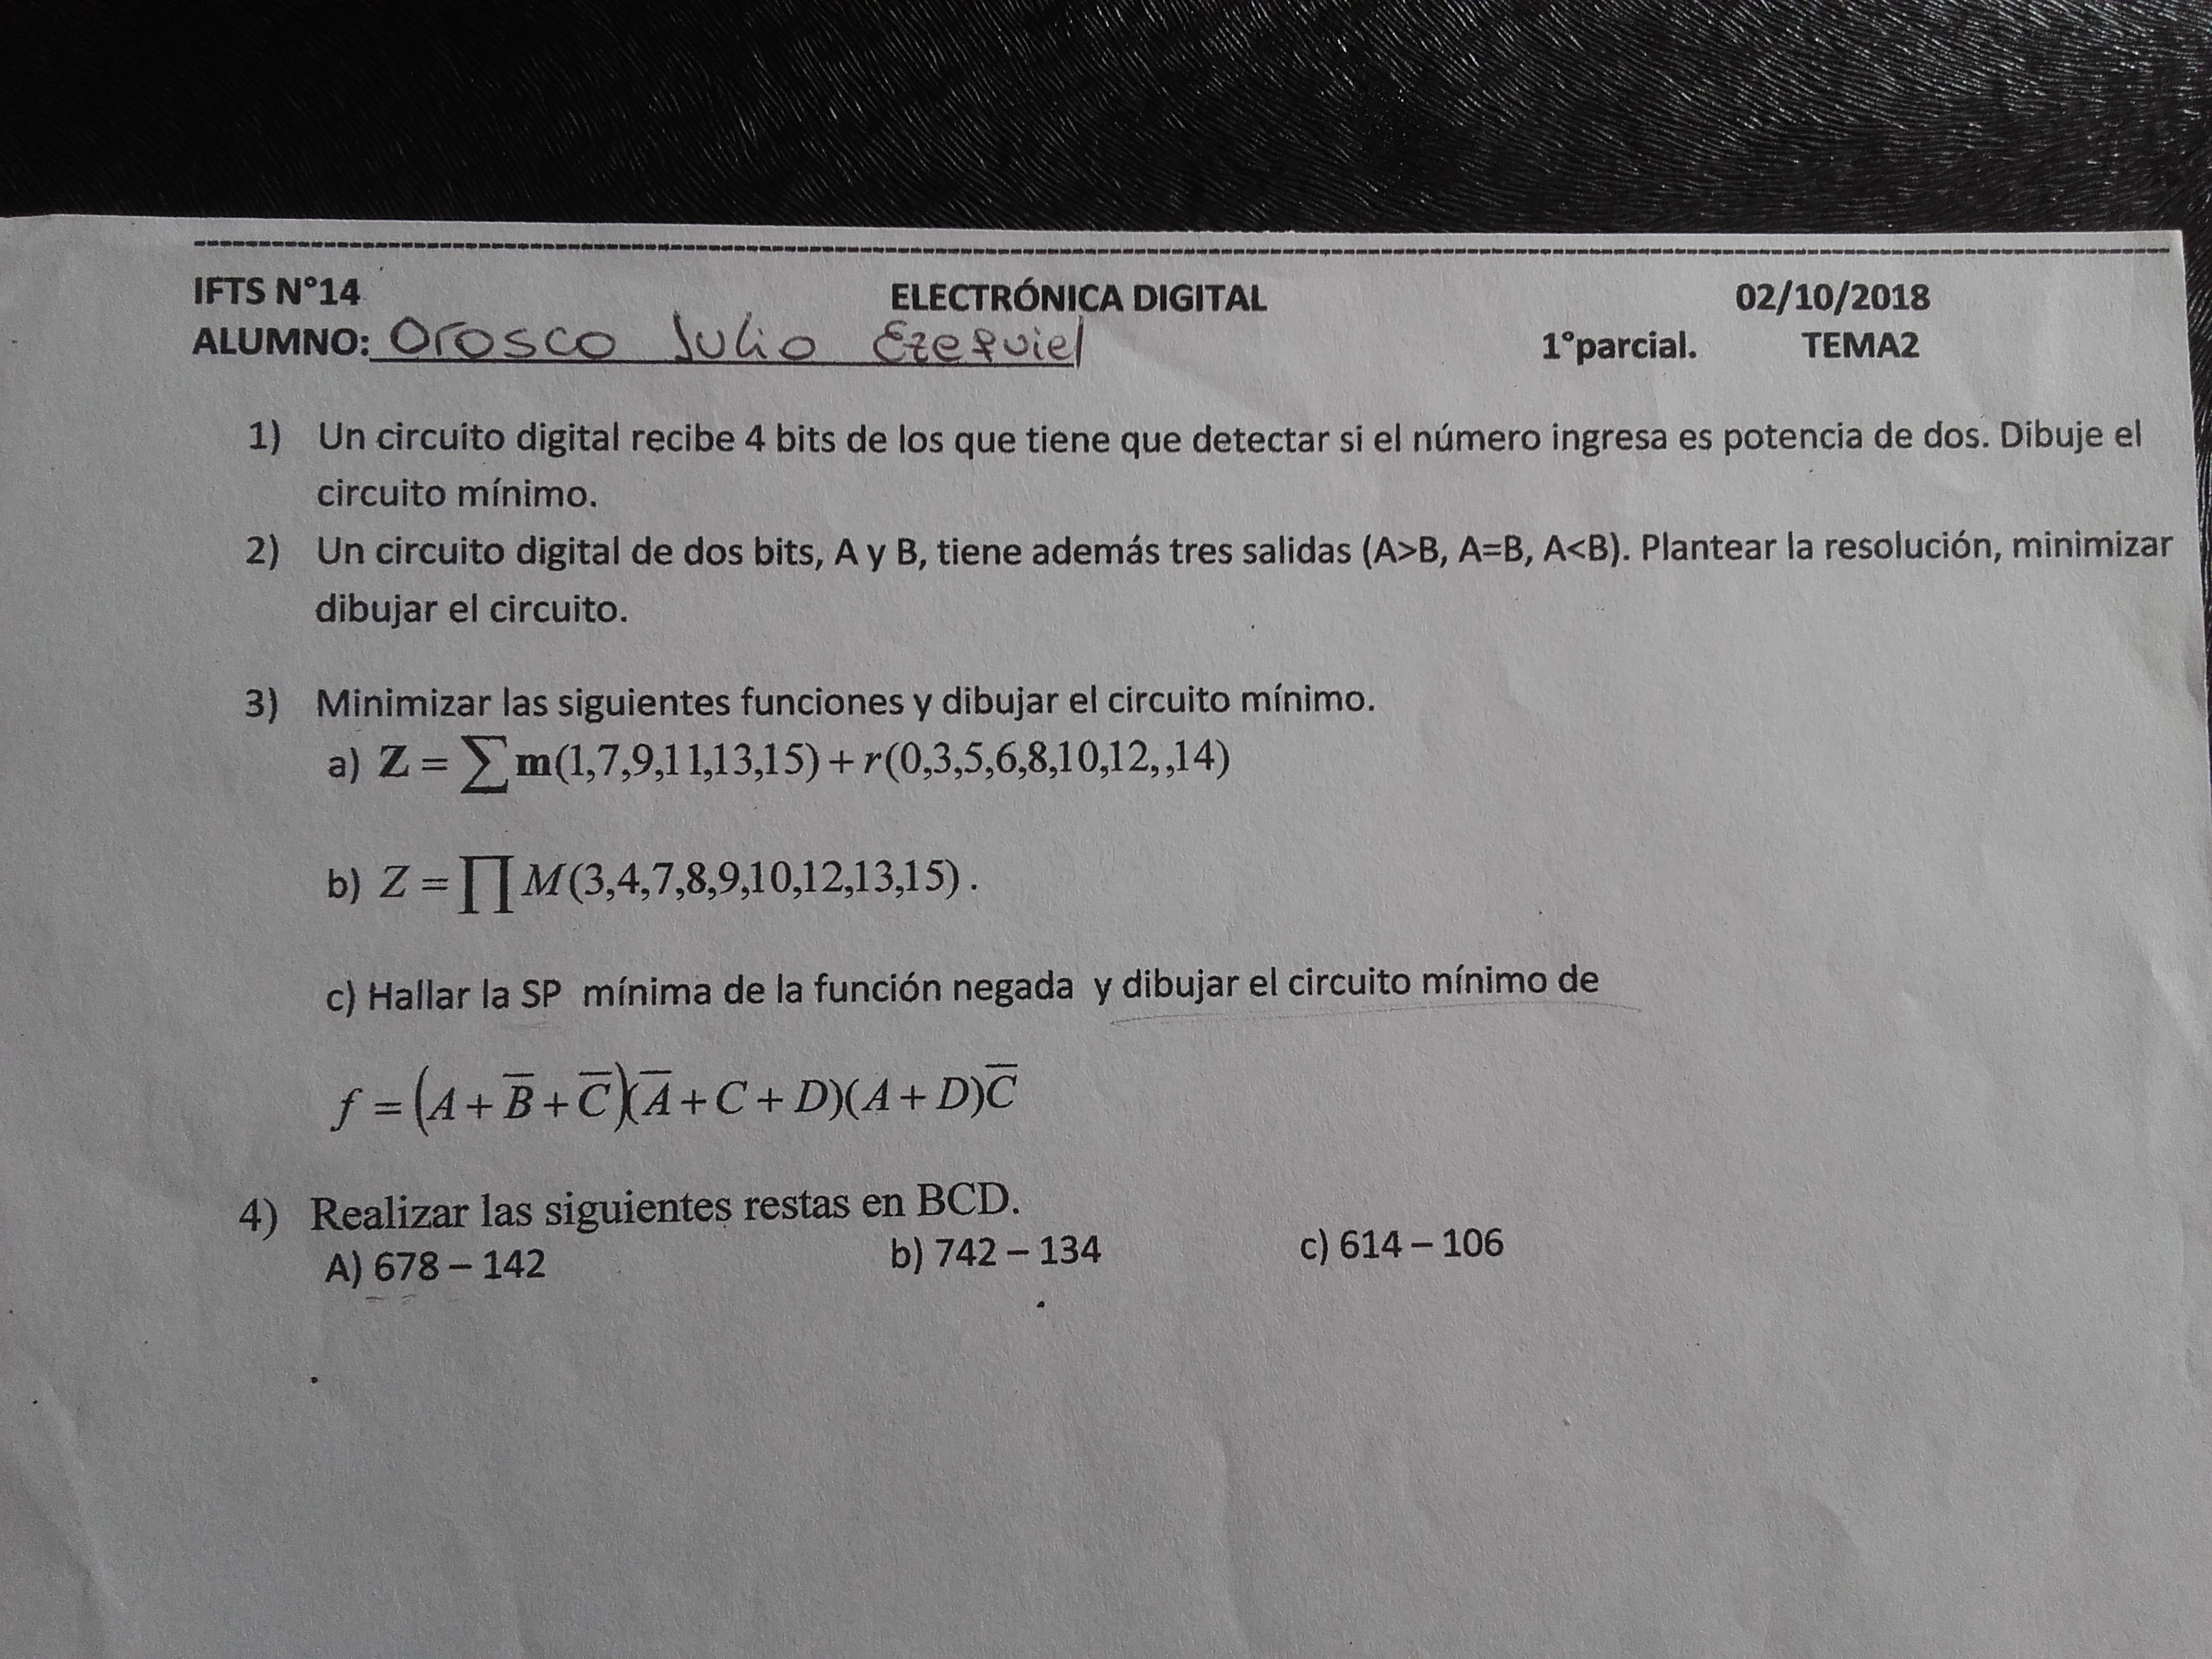 IFTS N°14 ELECTRÓNICA DIGITAL 02/10/2018
ALUMNO: Orosco Julio Ezequiel 1°parcial. TEMA2
1) Un circuito digital recibe 4 bits de los que tiene que detectar si el número ingresa es potencia de dos. Dibuje el
circuito mínimo.
2) Un circuito digital de dos bits, A y B, tiene además tres salidas (A>B, A=B, A<B). Plantear la resolución, minimizar
dibujar el circuito.
3) Minimizar las siguientes funciones y dibujar el circuito mínimo.
a) Z = ∑ m(1,7,9,11,13,15) + r(0,3,5,6,8,10,12,,14)
b) Z = ∏ M(3,4,7,8,9,10,12,13,15) .
c) Hallar la SP mínima de la función negada y dibujar el circuito mínimo de
f = (A + B̅ + C̅)(A̅ + C + D)(A + D)C̅
4) Realizar las siguientes restas en BCD.
A) 678 – 142 b) 742 – 134 c) 614 – 106